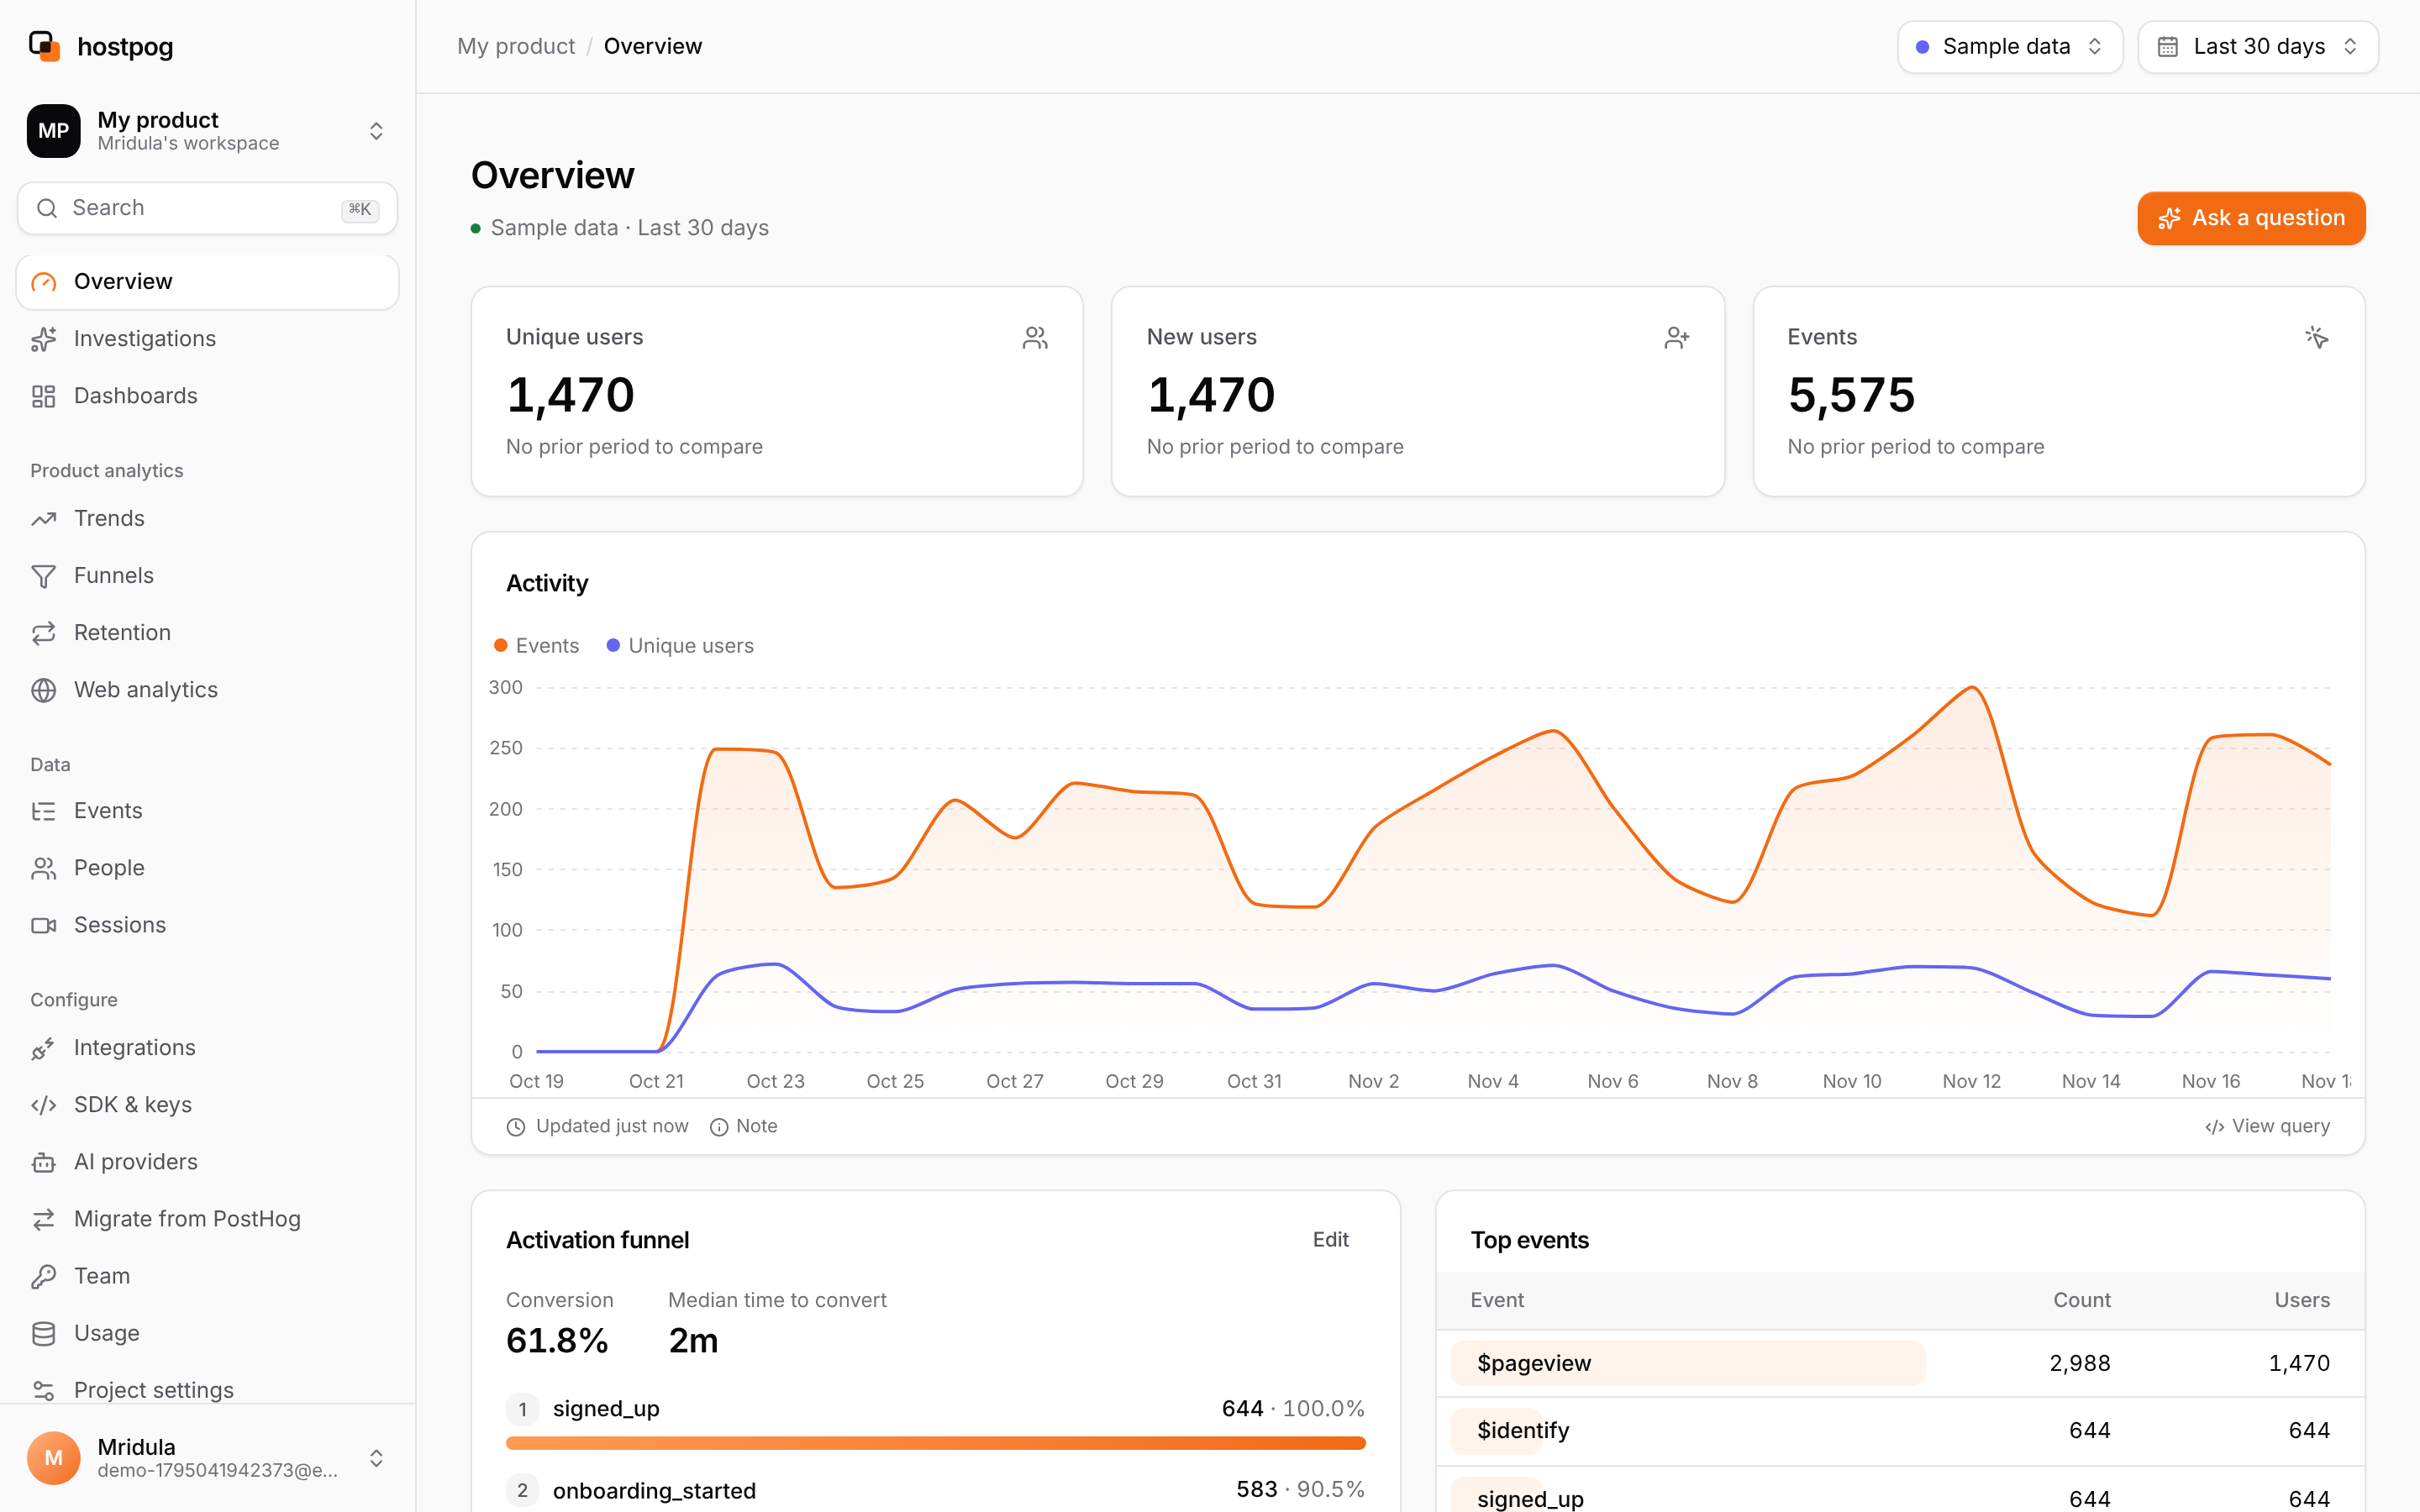 hostpog
MP
My product
Mridula's workspace
Search
⌘K
Overview
Investigations
Dashboards
Product analytics
Trends
Funnels
Retention
Web analytics
Data
Events
People
Sessions
Configure
Integrations
SDK & keys
AI providers
Migrate from PostHog
Team
Usage
Project settings
M
Mridula
demo-1795041942373@e...
My product / Overview
Sample data
Last 30 days
Overview
Sample data · Last 30 days
Ask a question
Unique users
1,470
No prior period to compare
New users
1,470
No prior period to compare
Events
5,575
No prior period to compare
Activity
Events Unique users
300
250
200
150
100
50
0
Oct 19 Oct 21 Oct 23 Oct 25 Oct 27 Oct 29 Oct 31 Nov 2 Nov 4 Nov 6 Nov 8 Nov 10 Nov 12 Nov 14 Nov 16 Nov
Updated just now Note View query
Activation funnel Edit
Conversion Median time to convert
61.8% 2m
1 signed_up 644 · 100.0%
2 onboarding_started 583 · 90.5%
Top events
Event Count Users
$pageview 2,988 1,470
$identify 644 644
signed_up 644 644